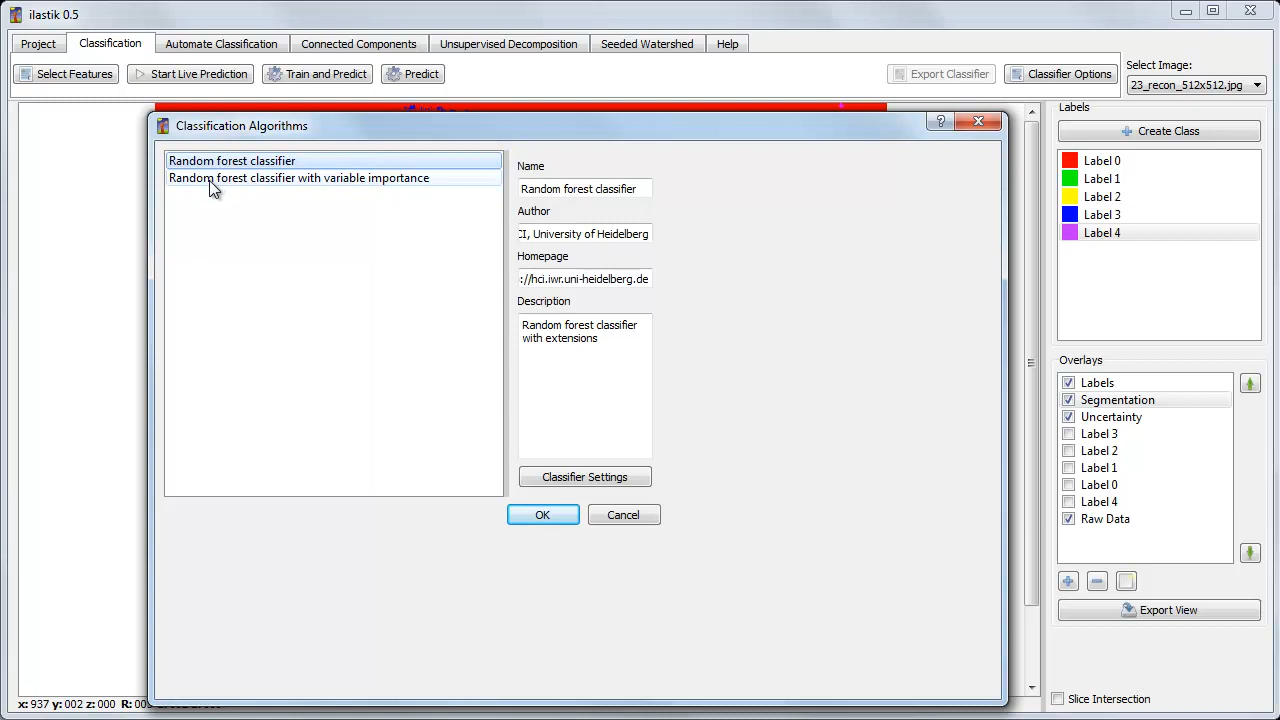 ilastik 0.5
Project
Classification
Automate Classification
Connected Components
Unsupervised Decomposition
Seeded Watershed
Help
Select Features
Start Live Prediction
Train and Predict
Predict
Export Classifier
Classifier Options
Select Image:
23_recon_512x512.jpg
Classification Algorithms
Random forest classifier
Random forest classifier with variable importance
Name
Random forest classifier
Author
CI, University of Heidelberg
Homepage
://hci.iwr.uni-heidelberg.de
Description
Random forest classifier
with extensions
Classifier Settings
OK
Cancel
Labels
Create Class
Label 0
Label 1
Label 2
Label 3
Label 4
Overlays
Labels
Segmentation
Uncertainty
Label 3
Label 2
Label 1
Label 0
Label 4
Raw Data
Export View
Slice Intersection
x: 937 y: 002 z: 000 R: 00